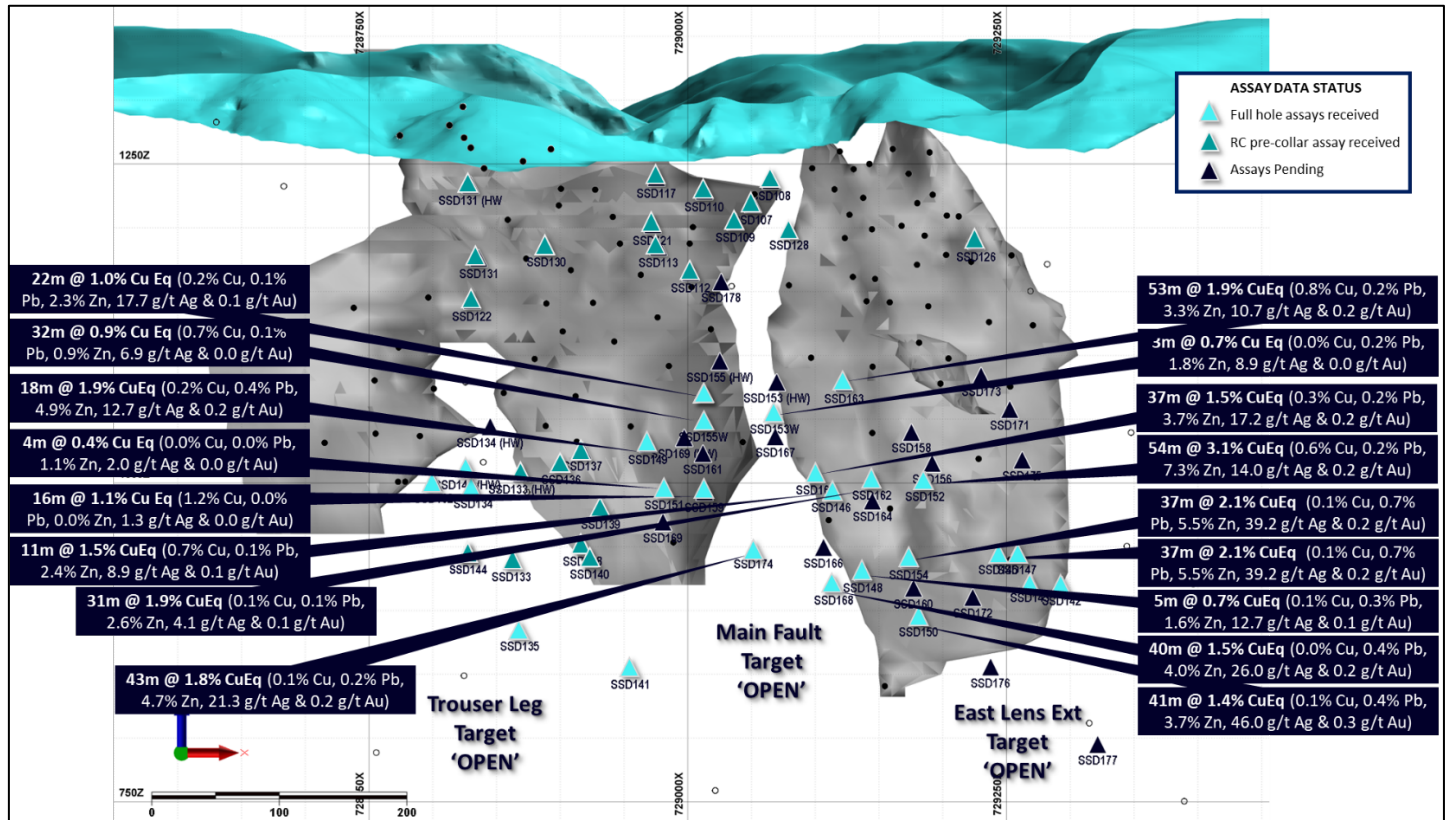 728750X
729000X
729250X
ASSAY DATA STATUS
Full hole assays received
RC pre-collar assay received
Assays Pending
1250Z
SSD131 (HW
SSD117
SSD110
SSD108
SSD107
SSD109
SSD128
SSD121
SSD113
SSD130
SSD131
SSD112
SSD178
SSD122
SSD126
22m @ 1.0% Cu Eq (0.2% Cu, 0.1%
Pb, 2.3% Zn, 17.7 g/t Ag & 0.1 g/t Au)
32m @ 0.9% Cu Eq (0.7% Cu, 0.1%
Pb, 0.9% Zn, 6.9 g/t Ag & 0.0 g/t Au)
18m @ 1.9% CuEq (0.2% Cu, 0.4% Pb,
4.9% Zn, 12.7 g/t Ag & 0.2 g/t Au)
4m @ 0.4% Cu Eq (0.0% Cu, 0.0% Pb,
1.1% Zn, 2.0 g/t Ag & 0.0 g/t Au)
16m @ 1.1% Cu Eq (1.2% Cu, 0.0%
Pb, 0.0% Zn, 1.3 g/t Ag & 0.0 g/t Au)
11m @ 1.5% CuEq (0.7% Cu, 0.1% Pb,
2.4% Zn, 8.9 g/t Ag & 0.1 g/t Au)
31m @ 1.9% CuEq (0.1% Cu, 0.1% Pb,
2.6% Zn, 4.1 g/t Ag & 0.1 g/t Au)
43m @ 1.8% CuEq (0.1% Cu, 0.2% Pb,
4.7% Zn, 21.3 g/t Ag & 0.2 g/t Au)
SSD155 (HW)
SSD153 (HW)
SSD163
SSD173
SSD155W
SSD153W
SSD171
SSD134 (HW)
SSD149
SSD161
SSD167
SSD158
SSD137
SSD136
SSD156
SSD133 (HW)
SSD134
SSD151
SSD146
SSD162
SSD152
SSD164
SSD139
SSD169
SSD144
SSD133
SSD140
SSD174
SSD166
SSD154
SSD148
SSD168
SSD160
SSD172
SSD142
SSD150
SSD135
SSD141
SSD176
SSD177
53m @ 1.9% CuEq (0.8% Cu, 0.2% Pb,
3.3% Zn, 10.7 g/t Ag & 0.2 g/t Au)
3m @ 0.7% Cu Eq (0.0% Cu, 0.2% Pb,
1.8% Zn, 8.9 g/t Ag & 0.0 g/t Au)
37m @ 1.5% CuEq (0.3% Cu, 0.2% Pb,
3.7% Zn, 17.2 g/t Ag & 0.2 g/t Au)
54m @ 3.1% CuEq (0.6% Cu, 0.2% Pb,
7.3% Zn, 14.0 g/t Ag & 0.2 g/t Au)
37m @ 2.1% CuEq (0.1% Cu, 0.7%
Pb, 5.5% Zn, 39.2 g/t Ag & 0.2 g/t Au)
37m @ 2.1% CuEq (0.1% Cu, 0.7%
Pb, 5.5% Zn, 39.2 g/t Ag & 0.2 g/t Au)
5m @ 0.7% CuEq (0.1% Cu, 0.3% Pb,
1.6% Zn, 12.7 g/t Ag & 0.1 g/t Au)
40m @ 1.5% CuEq (0.0% Cu, 0.4% Pb,
4.0% Zn, 26.0 g/t Ag & 0.2 g/t Au)
41m @ 1.4% CuEq (0.1% Cu, 0.4% Pb,
3.7% Zn, 46.0 g/t Ag & 0.3 g/t Au)
Trouser Leg
Target
'OPEN'
Main Fault
Target
'OPEN'
East Lens Ext
Target
'OPEN'
X
750Z
0
100
200
729000X